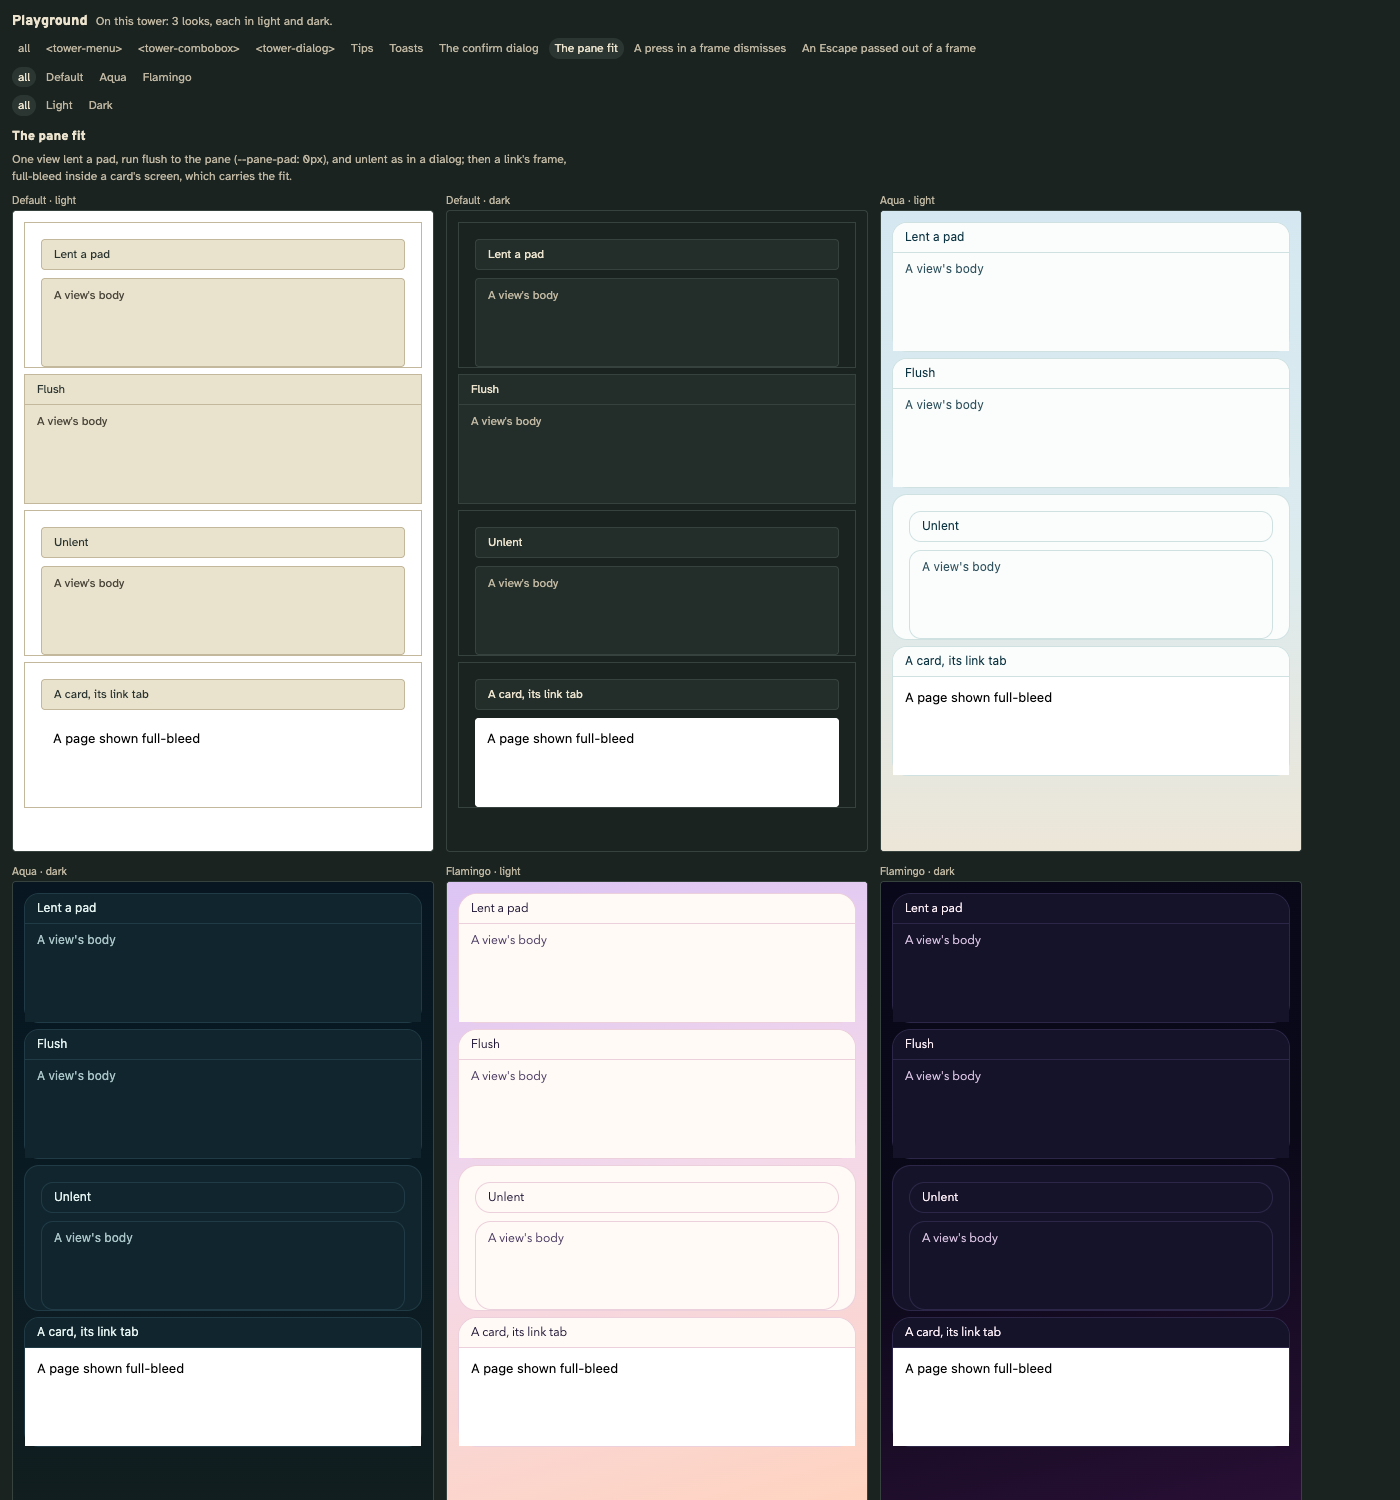 Playground On this tower: 3 looks, each in light and dark.
all <tower-menu> <tower-combobox> <tower-dialog> Tips Toasts The confirm dialog The pane fit A press in a frame dismisses An Escape passed out of a frame
all Default Aqua Flamingo
all Light Dark
The pane fit
One view lent a pad, run flush to the pane (--pane-pad: 0px), and unlent as in a dialog; then a link's frame,
full-bleed inside a card's screen, which carries the fit.
Default · light
Lent a pad
A view's body
Flush
A view's body
Unlent
A view's body
A card, its link tab
A page shown full-bleed
Default · dark
Lent a pad
A view's body
Flush
A view's body
Unlent
A view's body
A card, its link tab
A page shown full-bleed
Aqua · light
Lent a pad
A view's body
Flush
A view's body
Unlent
A view's body
A card, its link tab
A page shown full-bleed
Aqua · dark
Lent a pad
A view's body
Flush
A view's body
Unlent
A view's body
A card, its link tab
A page shown full-bleed
Flamingo · light
Lent a pad
A view's body
Flush
A view's body
Unlent
A view's body
A card, its link tab
A page shown full-bleed
Flamingo · dark
Lent a pad
A view's body
Flush
A view's body
Unlent
A view's body
A card, its link tab
A page shown full-bleed